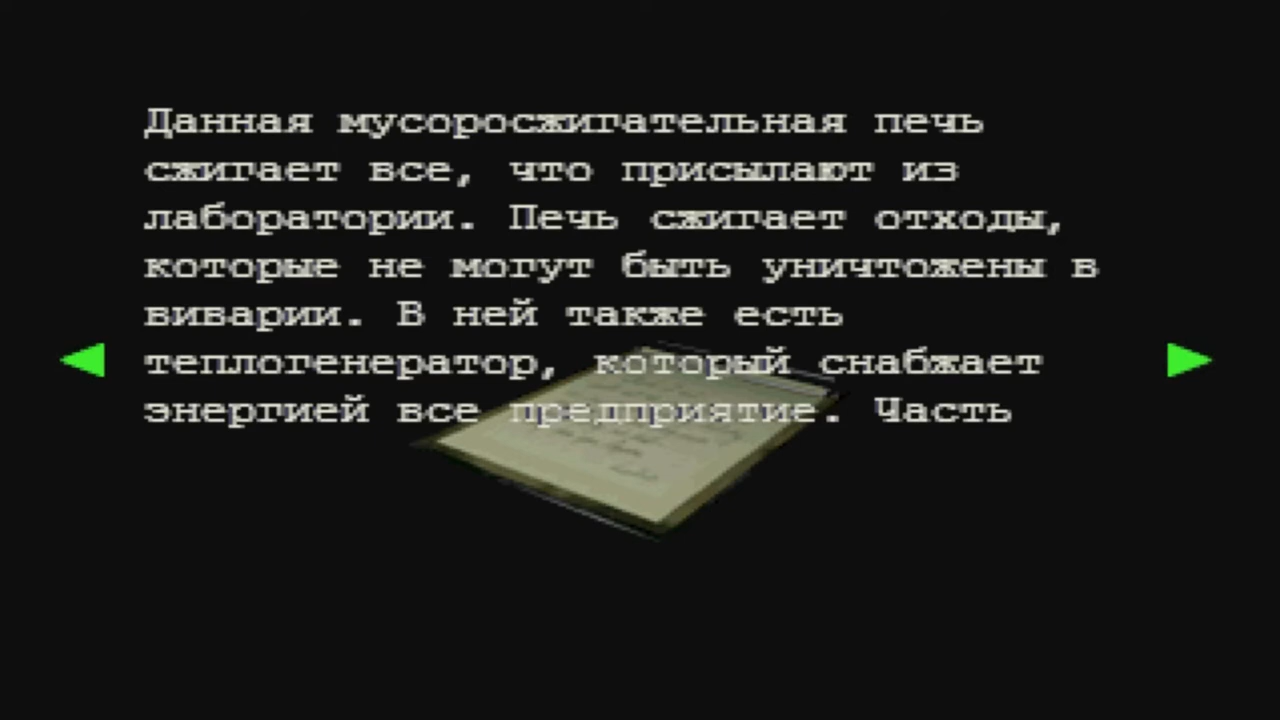 Данная мусоросжигательная печь
сжигает все, что присылают из
лаборатории. Печь сжигает отходы,
которые не могут быть уничтожены в
виварии. В ней также есть
теплогенератор, который снабжает
энергией все предприятие. Часть